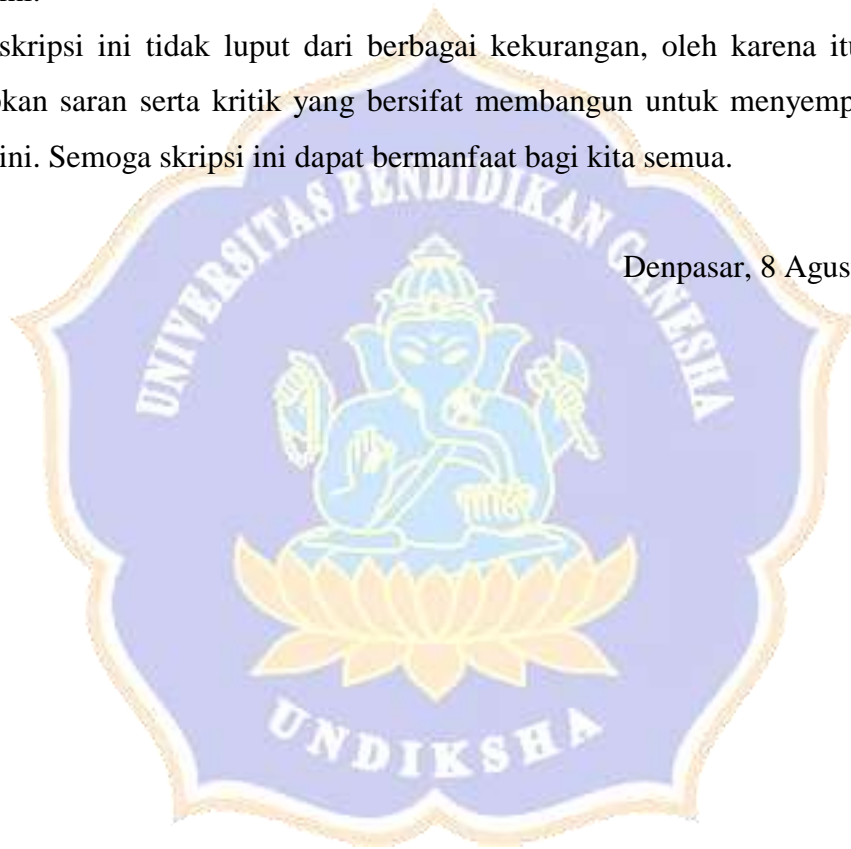 skripsi ini tidak luput dari berbagai kekurangan, oleh karena itu
kan saran serta kritik yang bersifat membangun untuk menyemp
ini. Semoga skripsi ini dapat bermanfaat bagi kita semua.
UNIVERSITAS PENDIDIKAN GANESHA
Denpasar, 8 Agus
UNDIKSHA